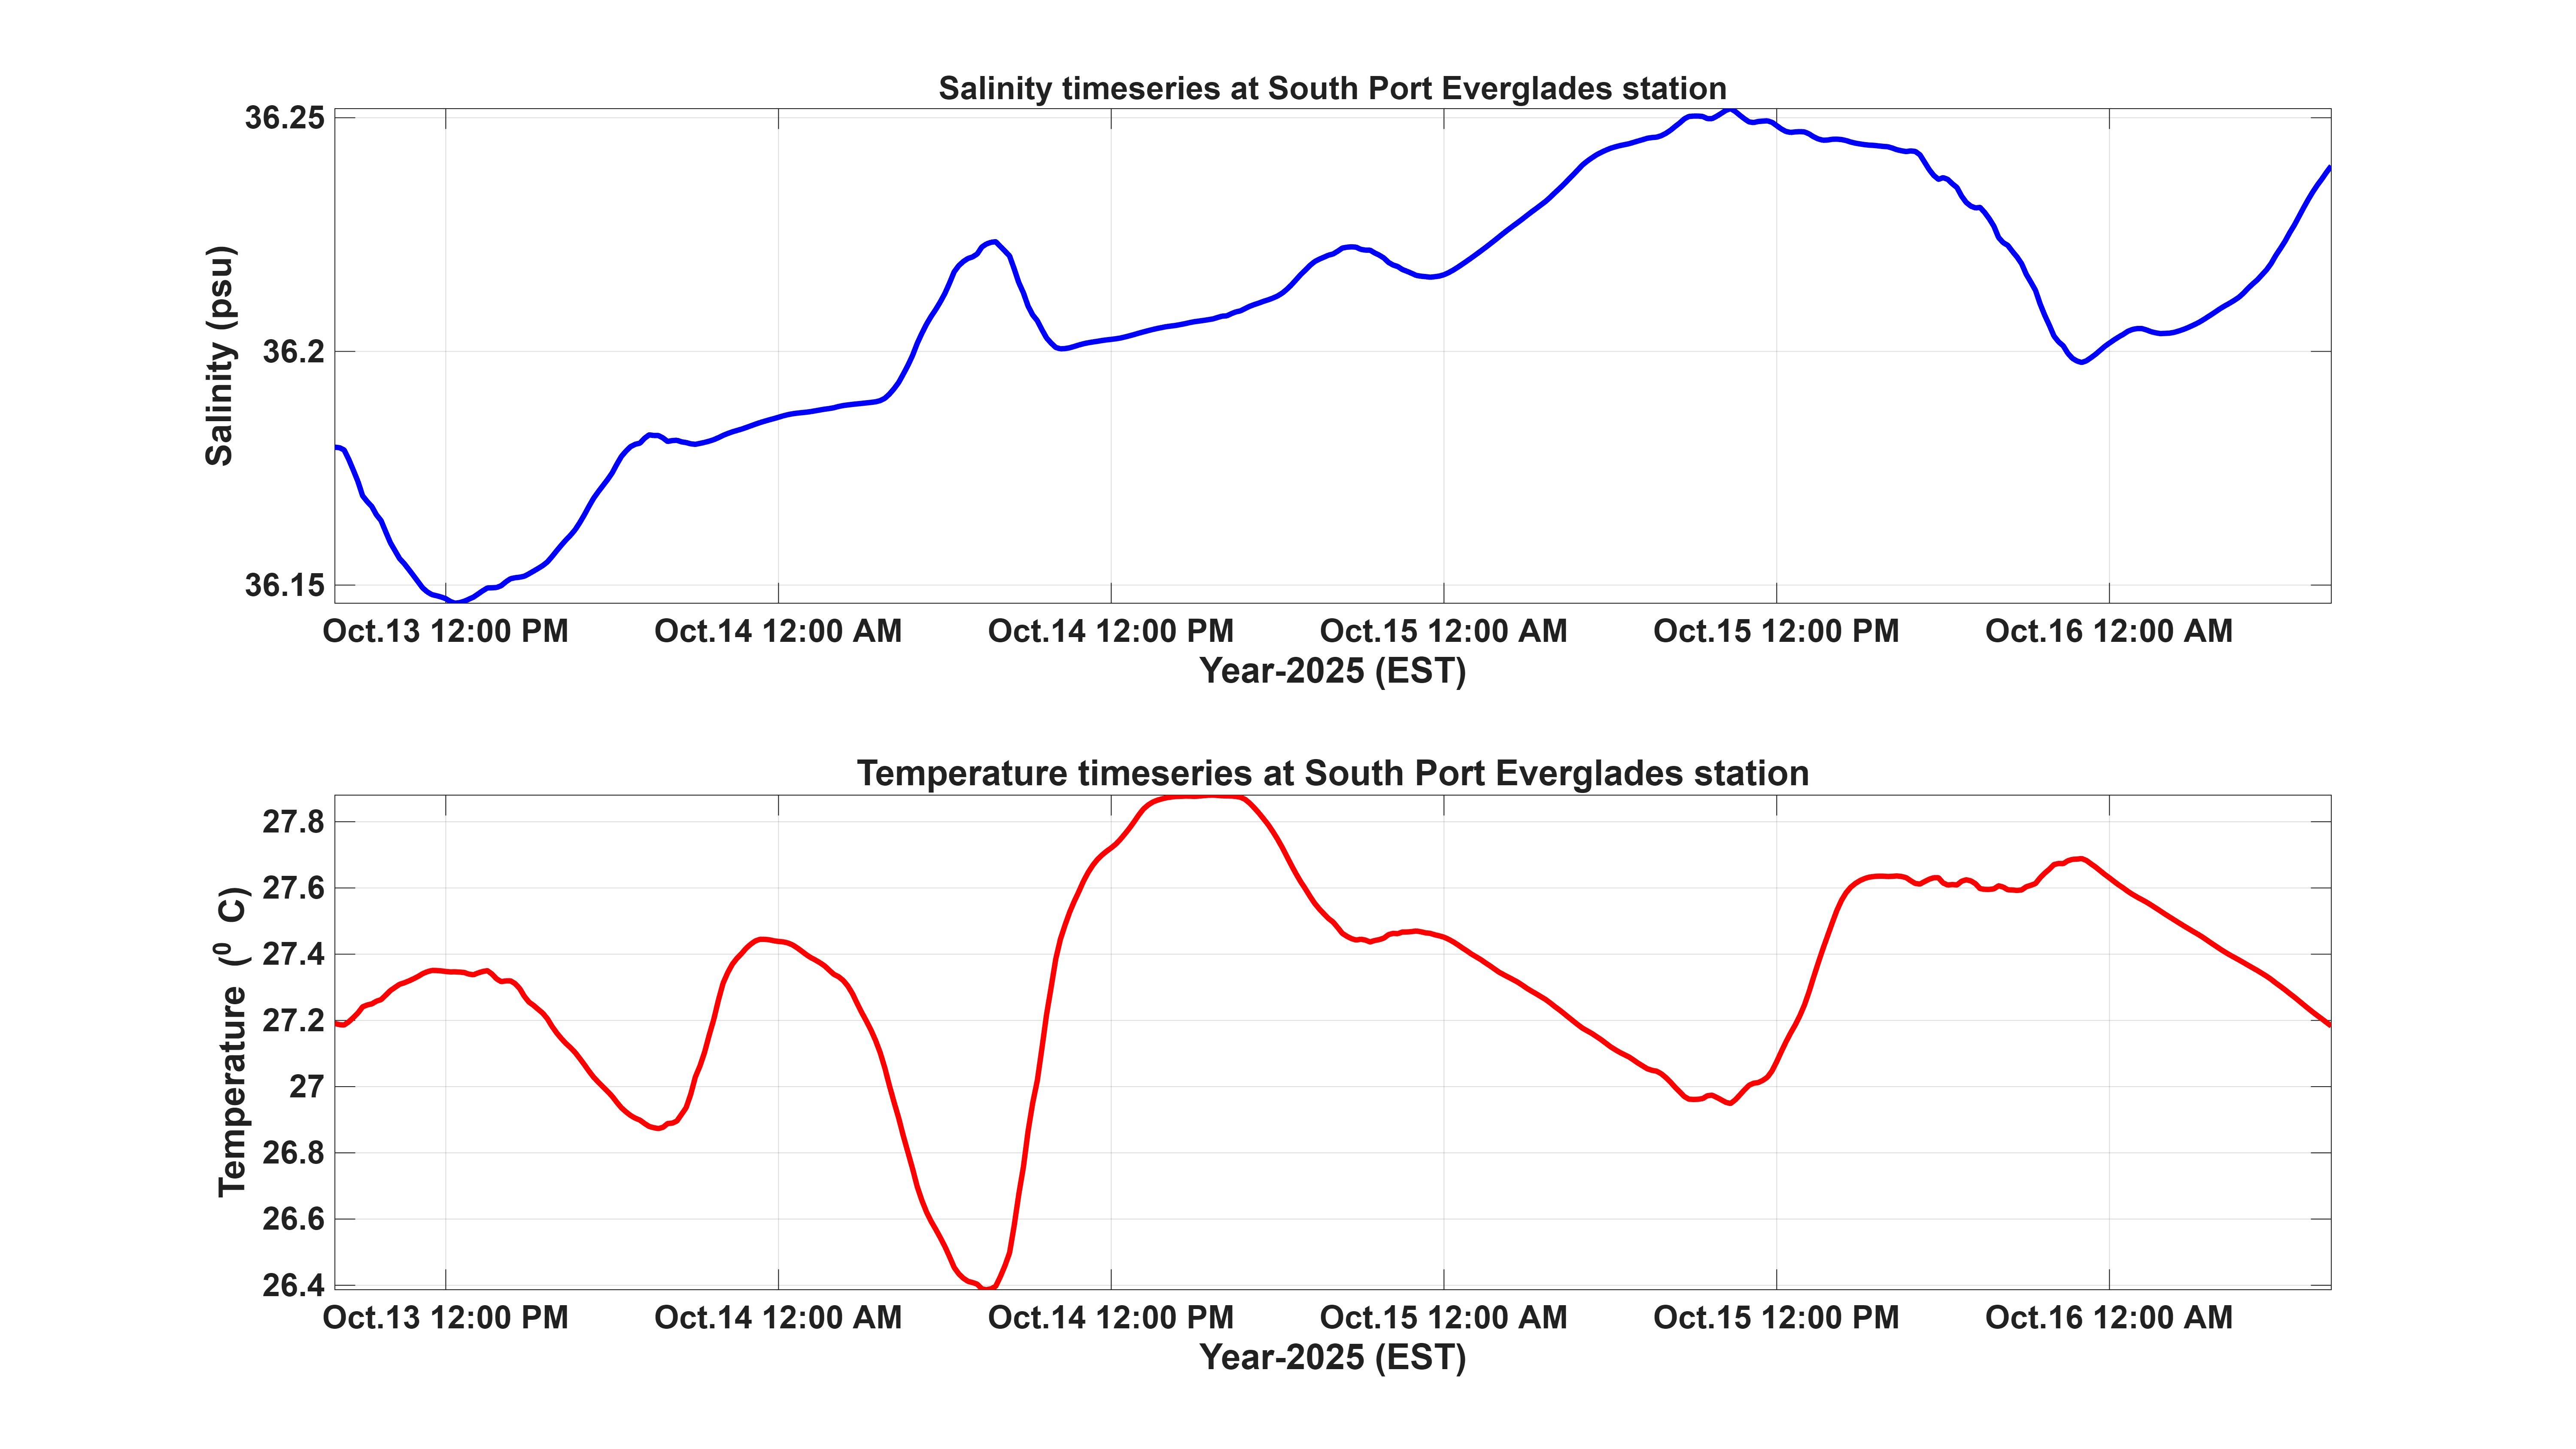 Salinity timeseries at South Port Everglades station
36.25
36.2
36.15
Salinity (psu)
Oct.13 12:00 PM Oct.14 12:00 AM Oct.14 12:00 PM Oct.15 12:00 AM Oct.15 12:00 PM Oct.16 12:00 AM
Year-2025 (EST)
Temperature timeseries at South Port Everglades station
27.8
27.6
27.4
27.2
27
26.8
26.6
26.4
Temperature (⁰ C)
Oct.13 12:00 PM Oct.14 12:00 AM Oct.14 12:00 PM Oct.15 12:00 AM Oct.15 12:00 PM Oct.16 12:00 AM
Year-2025 (EST)